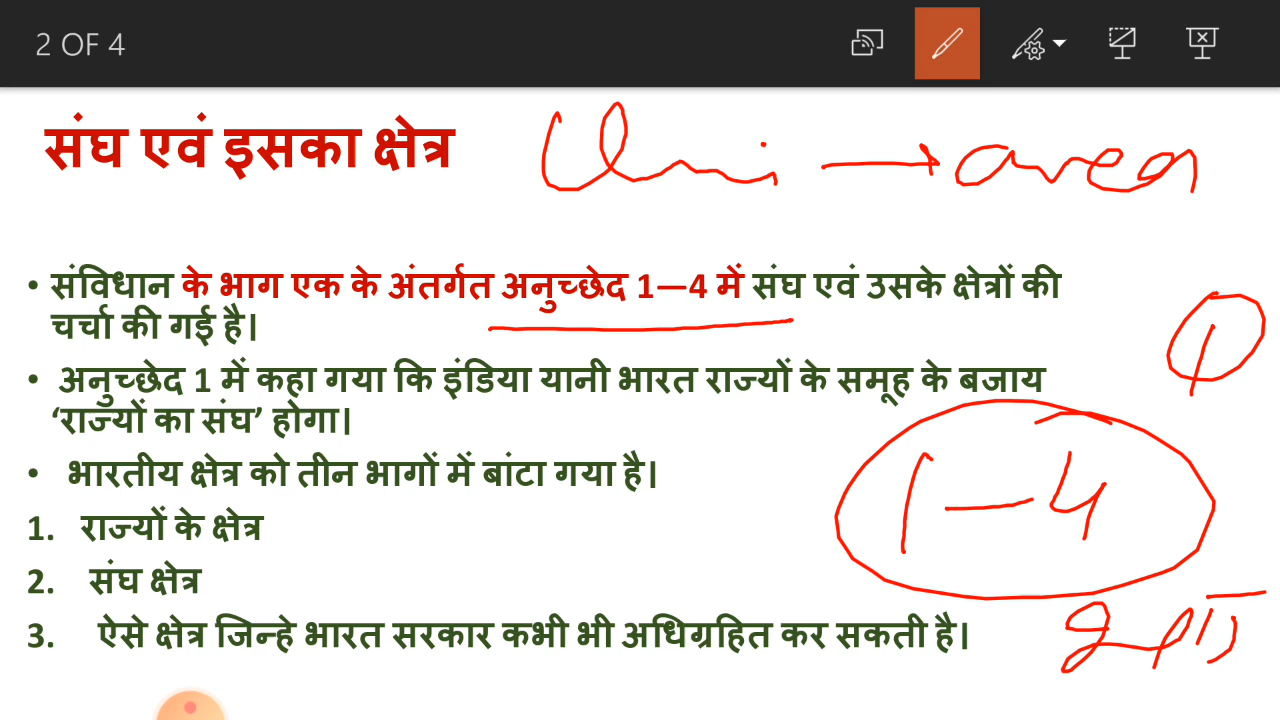 2 OF 4
संघ एवं इसका क्षेत्र
Uni → area
• संविधान के भाग एक के अंतर्गत अनुच्छेद 1—4 में संघ एवं उसके क्षेत्रों की
चर्चा की गई है।
• अनुच्छेद 1 में कहा गया कि इंडिया यानी भारत राज्यों के समूह के बजाय
‘राज्यों का संघ’ होगा।
1
• भारतीय क्षेत्र को तीन भागों में बांटा गया है।
1 — 4
1. राज्यों के क्षेत्र
2. संघ क्षेत्र
3. ऐसे क्षेत्र जिन्हे भारत सरकार कभी भी अधिग्रहित कर सकती है।